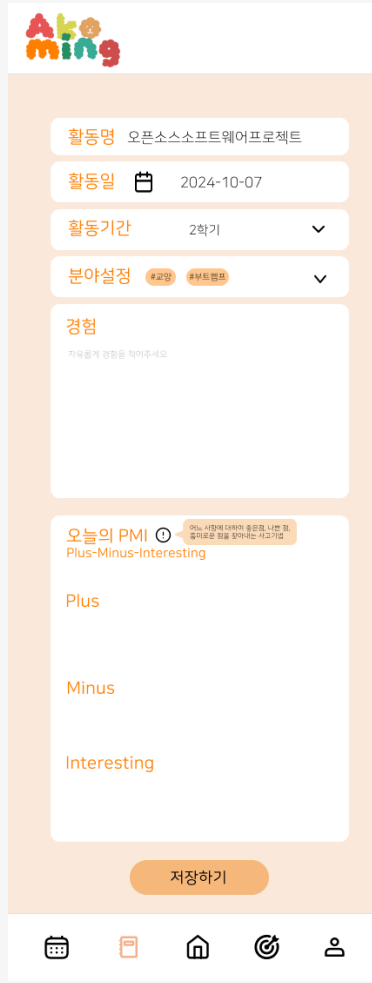 Ako
ming
활동명 오픈소스소프트웨어프로젝트
활동일 2024-10-07
활동기간 2학기
분야설정 #교양 #부트캠프
경험
자유롭게 경험을 적어주세요
오늘의 PMI
어느 사항에 대하여 좋은점, 나쁜 점,
흥미로운 점을 찾아내는 사고기법
Plus-Minus-Interesting
Plus
Minus
Interesting
저장하기